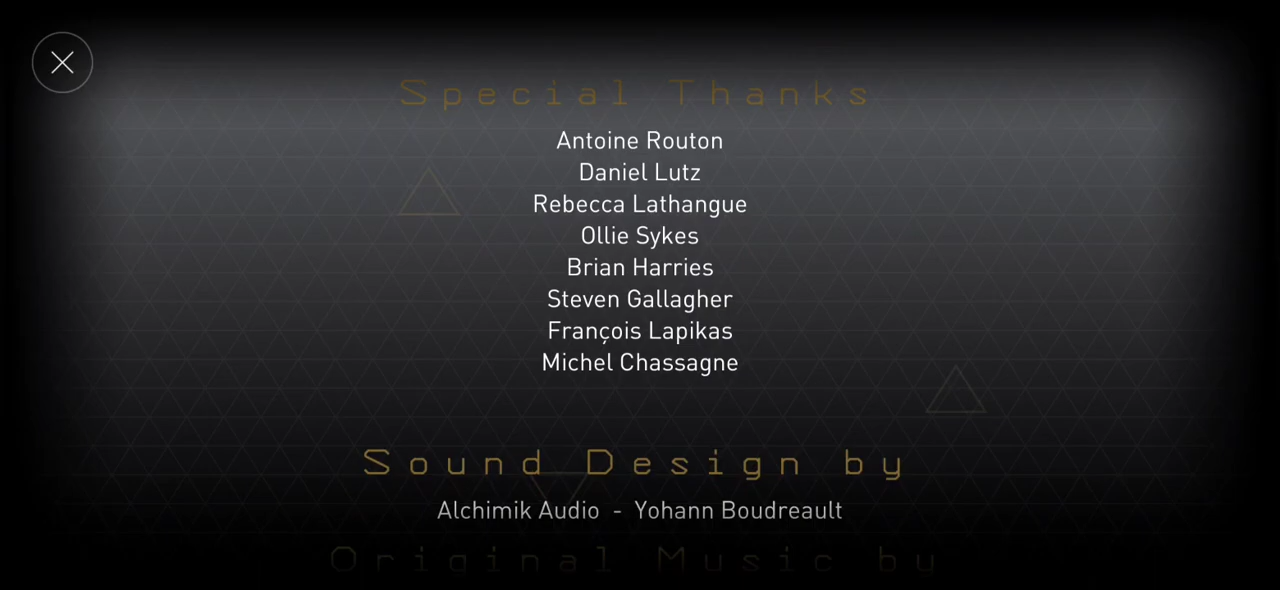 Special Thanks
Antoine Routon
Daniel Lutz
Rebecca Lathangue
Ollie Sykes
Brian Harries
Steven Gallagher
François Lapikas
Michel Chassagne
Sound Design by
Alchimik Audio - Yohann Boudreault
Original Music by